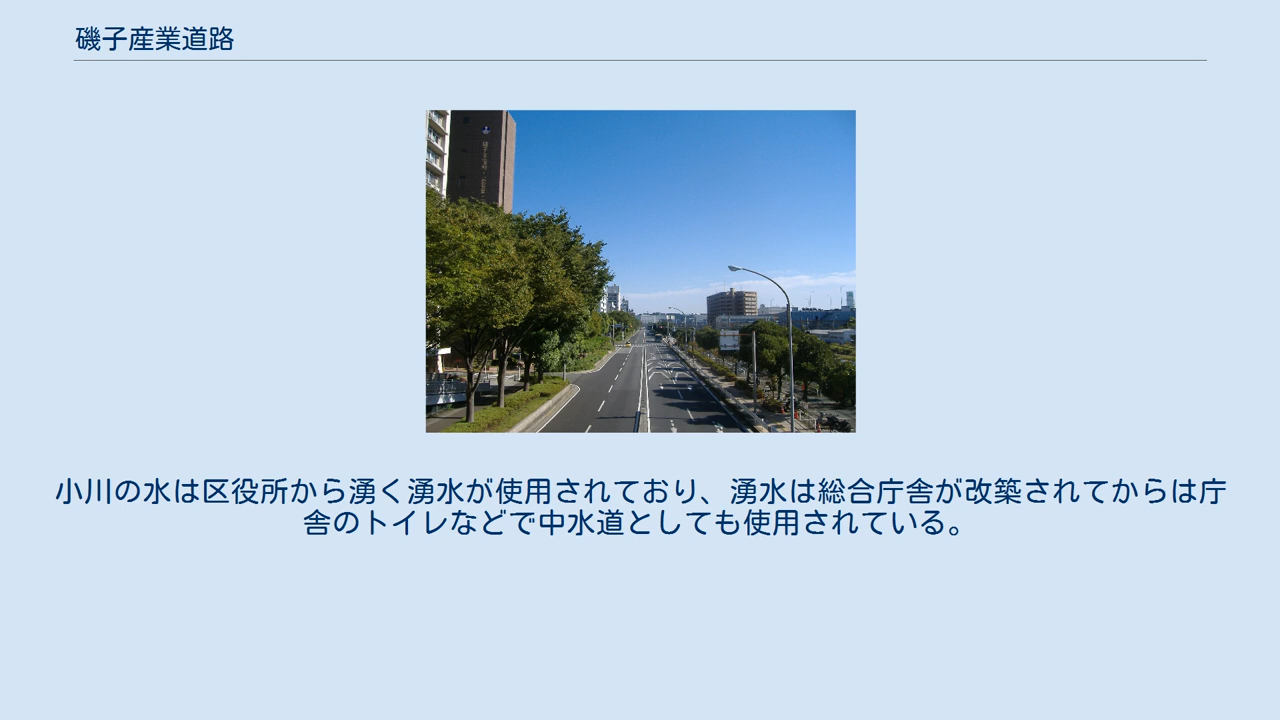 磯子産業道路
小川の水は区役所から湧く湧水が使用されており、湧水は総合庁舎が改築されてからは庁
舎のトイレなどで中水道としても使用されている。